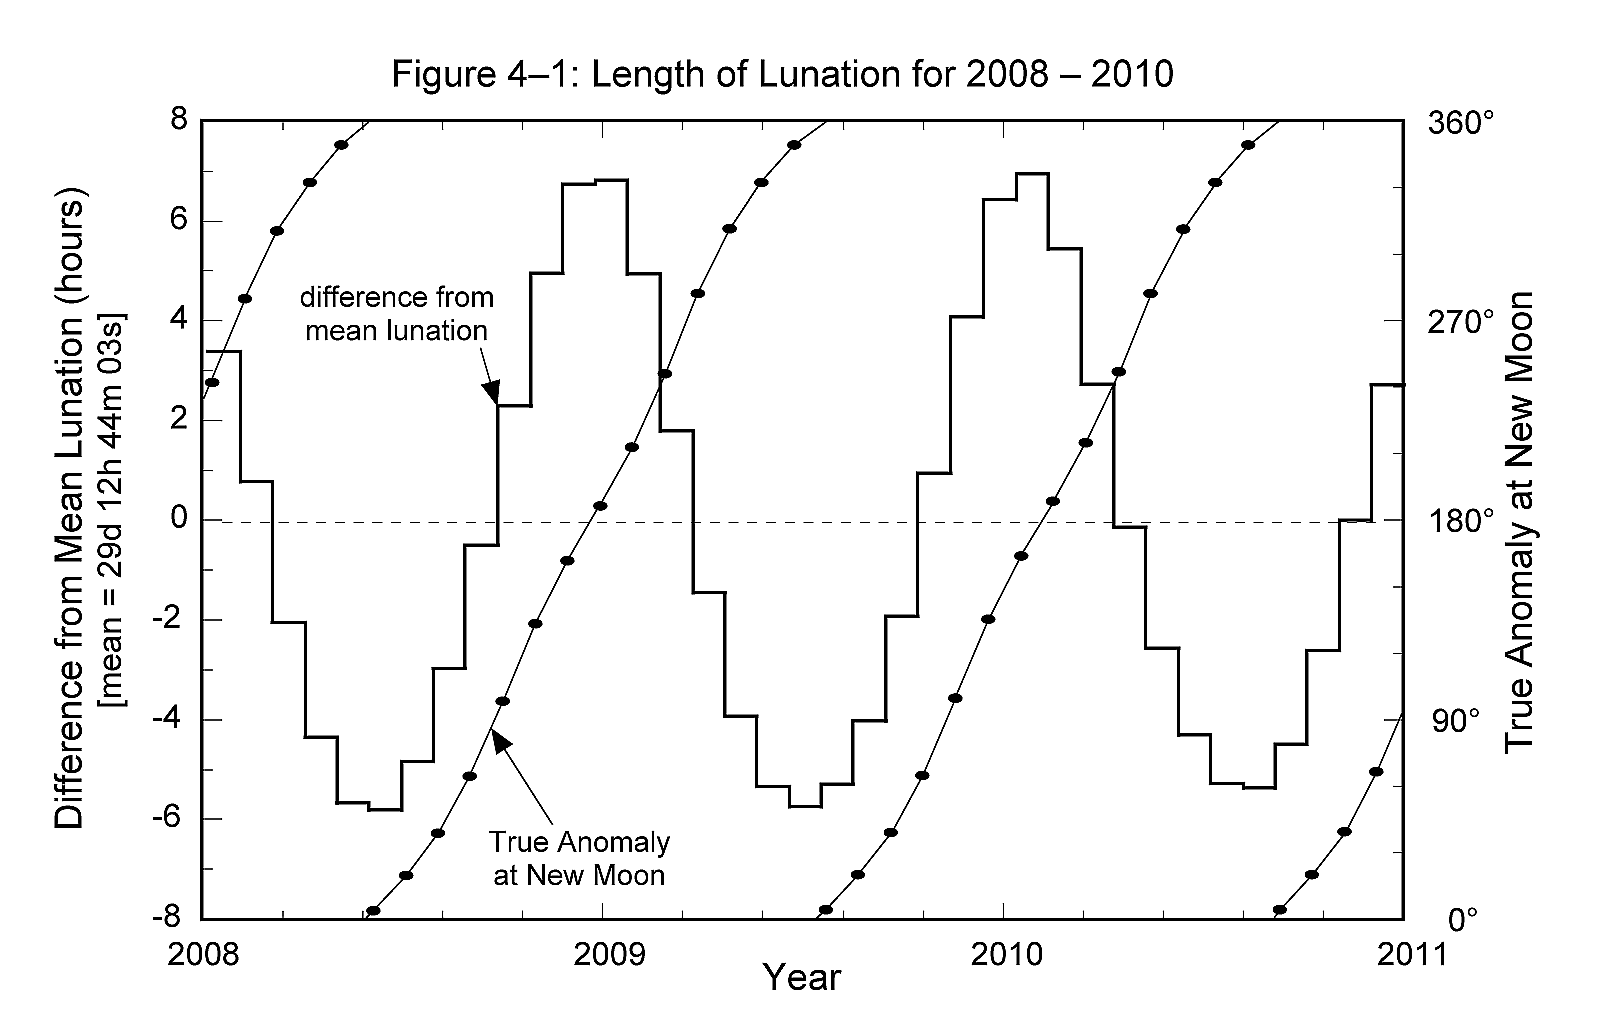 Figure 4–1: Length of Lunation for 2008 – 2010
8
6
4
2
0
-2
-4
-6
-8
Difference from Mean Lunation (hours)
[mean = 29d 12h 44m 03s]
difference from
mean lunation
True Anomaly
at New Moon
360°
270°
180°
90°
0°
True Anomaly at New Moon
2008
2009
2010
2011
Year